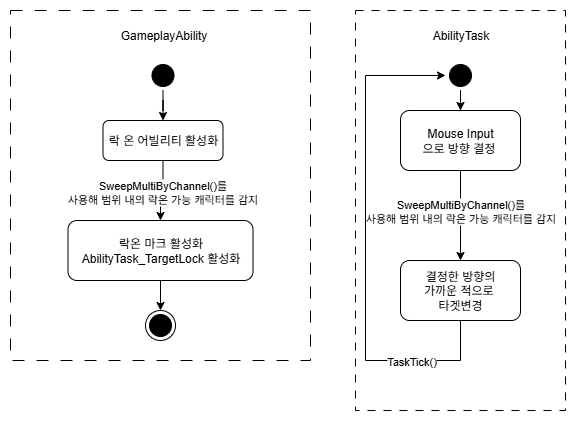 GameplayAbility
락 온 어빌리티 활성화
SweepMultiByChannel()를
사용해 범위 내의 락온 가능 캐릭터를 감지
락온 마크 활성화
AbilityTask_TargetLock 활성화
AbilityTask
Mouse Input
으로 방향 결정
SweepMultiByChannel()를
사용해 범위 내의 락온 가능 캐릭터를 감지
결정한 방향의
가까운 적으로
타겟변경
TaskTick()